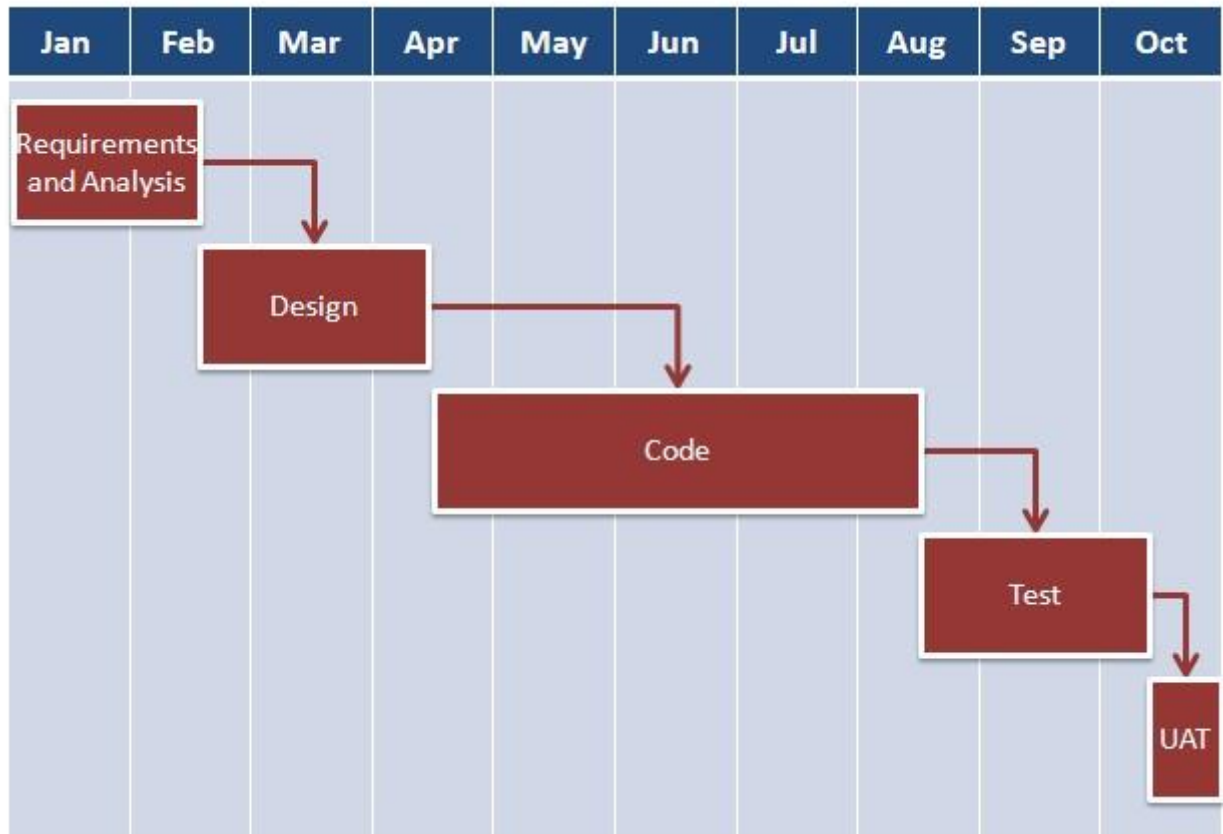 Jan Feb Mar Apr May Jun Jul Aug Sep Oct
Requirements
and Analysis
Design
Code
Test
UAT